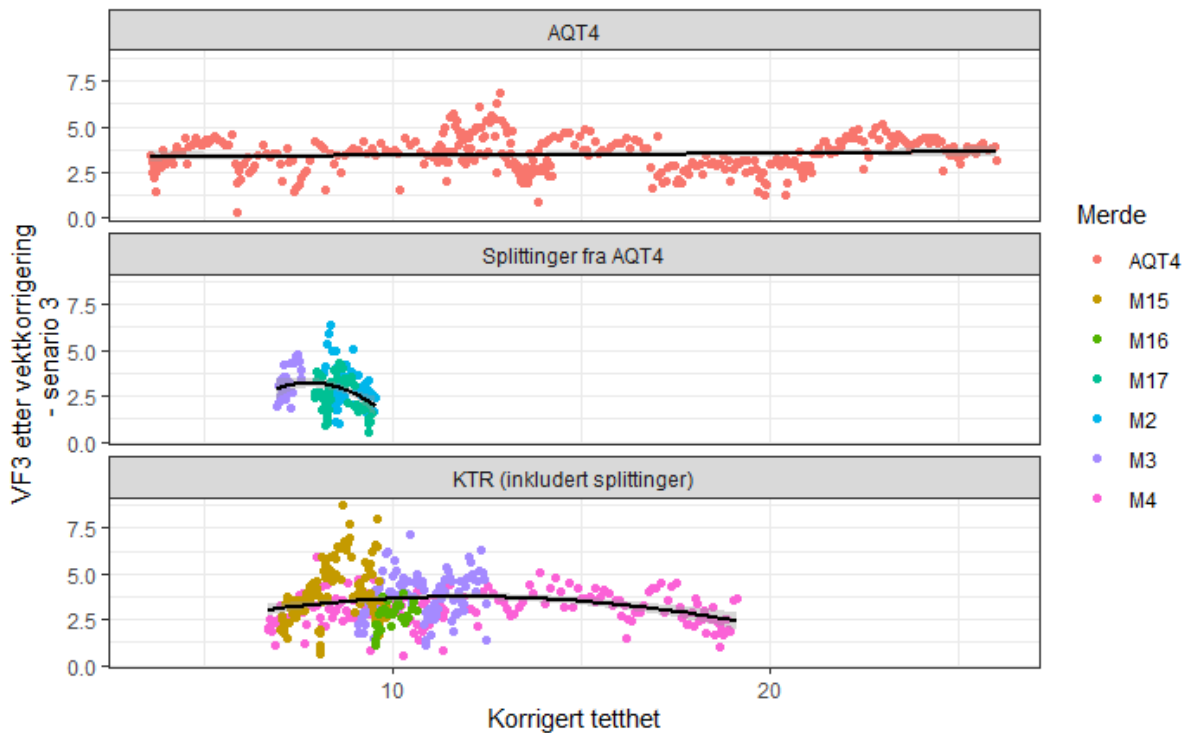 AQT4
7.5
5.0
2.5
0.0
Splittinger fra AQT4
7.5
5.0
2.5
0.0
KTR (inkludert splittinger)
7.5
5.0
2.5
0.0
10
20
Korrigert tetthet
VF3 etter vektkorrigering
- senario 3
Merde
AQT4
M15
M16
M17
M2
M3
M4